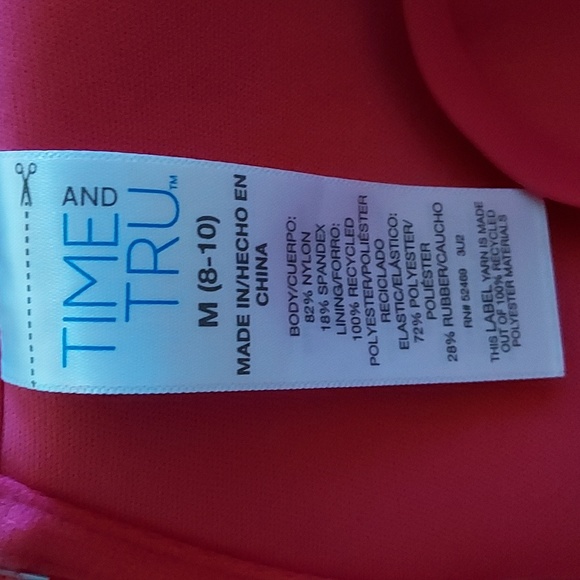 TIME
AND
TRU™
M (8-10)
MADE IN/HECHO EN
CHINA
BODY/CUERPO:
82% NYLON
18% SPANDEX
LINING/FORRO:
100% RECYCLED
POLYESTER/POLIÉSTER
RECICLADO
ELASTIC/ELÁSTICO:
72% POLYESTER/
POLIÉSTER
28% RUBBER/CAUCHO
RN# 52469 3U2
THIS LABEL YARN IS MADE
OUT OF 100% RECYCLED
POLYESTER MATERIALS